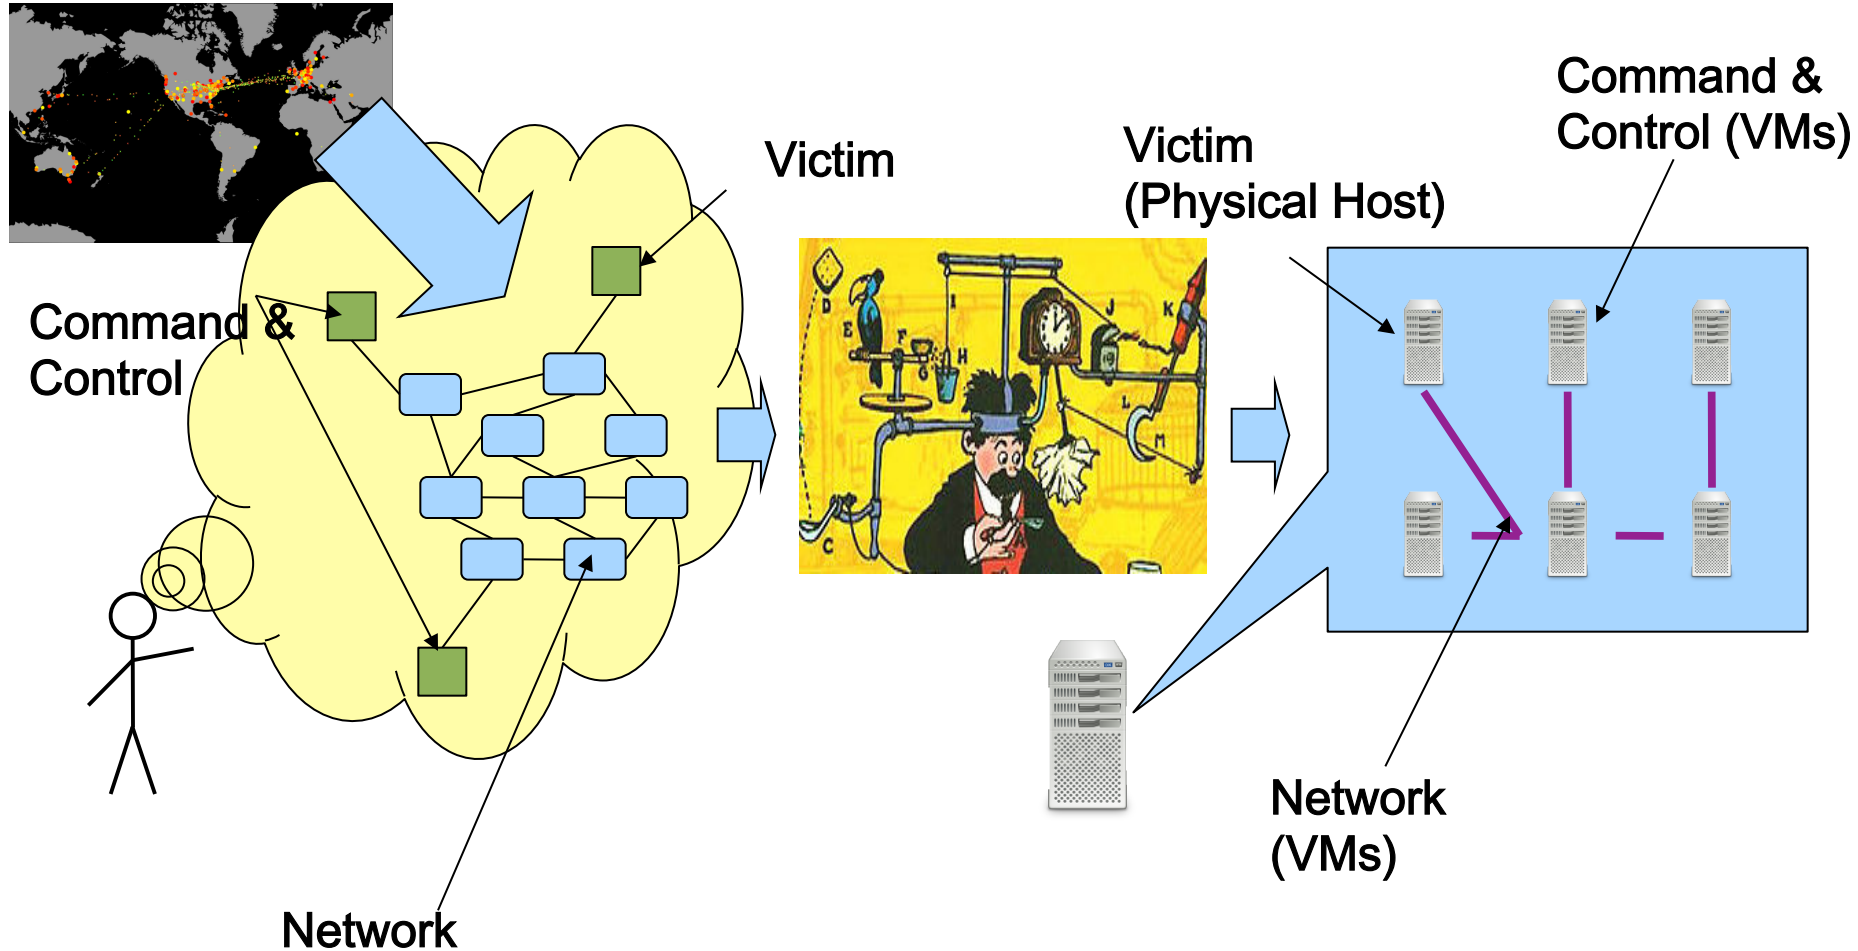 Command &
Control (VMs)
Victim
Victim
(Physical Host)
Command &
Control
D
E
F
G
H
I
J
K
L
M
C
A
Network
(VMs)
Network